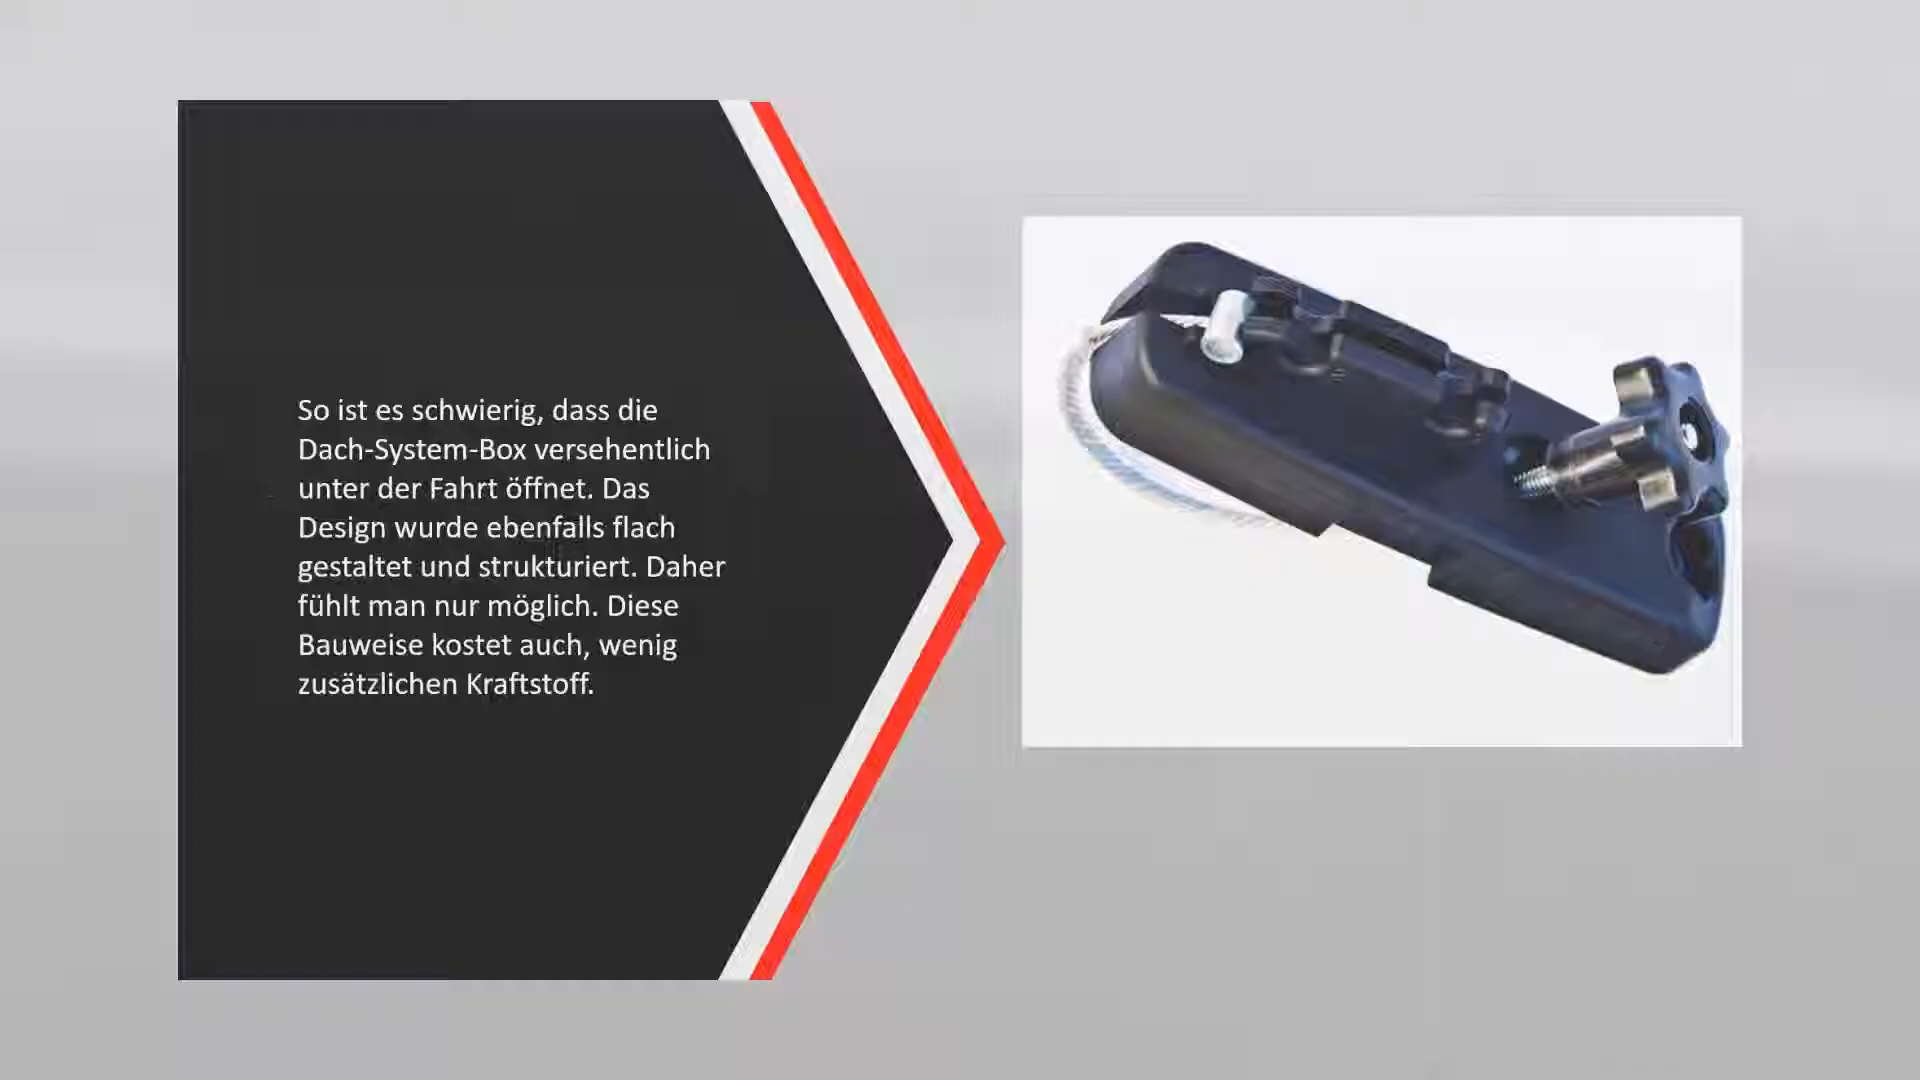 So ist es schwierig, dass die
Dach-System-Box versehentlich
unter der Fahrt öffnet. Das
Design wurde ebenfalls flach
gestaltet und strukturiert. Daher
fühlt man nur möglich. Diese
Bauweise kostet auch, wenig
zusätzlichen Kraftstoff.